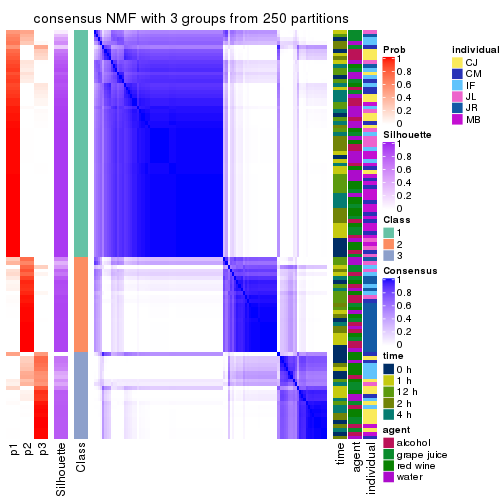 consensus NMF with 3 groups from 250 partitions
p1
p2
p3
Silhouette
Class
time
agent
individual
Prob
1
0.8
0.6
0.4
0.2
0
Silhouette
1
0.8
0.6
0.4
0.2
0
Class
1
2
3
Consensus
1
0.8
0.6
0.4
0.2
0
time
0 h
1 h
12 h
2 h
4 h
agent
alcohol
grape juice
red wine
water
individual
CJ
CM
IF
JL
JR
MB